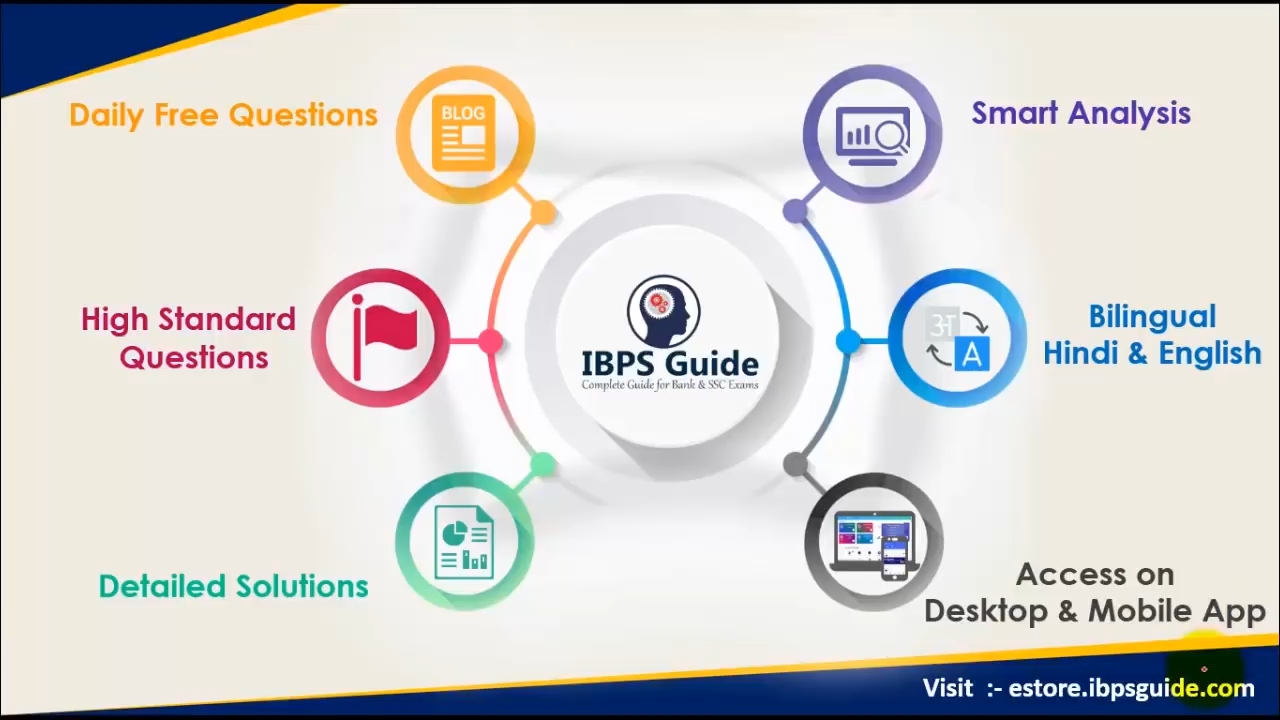 Daily Free Questions
BLOG
Smart Analysis
High Standard
Questions
IBPS Guide
Complete Guide for Bank & SSC Exams
अ
A
Bilingual
Hindi & English
Detailed Solutions
Access on
Desktop & Mobile App
Visit :- estore.ibpsguide.com